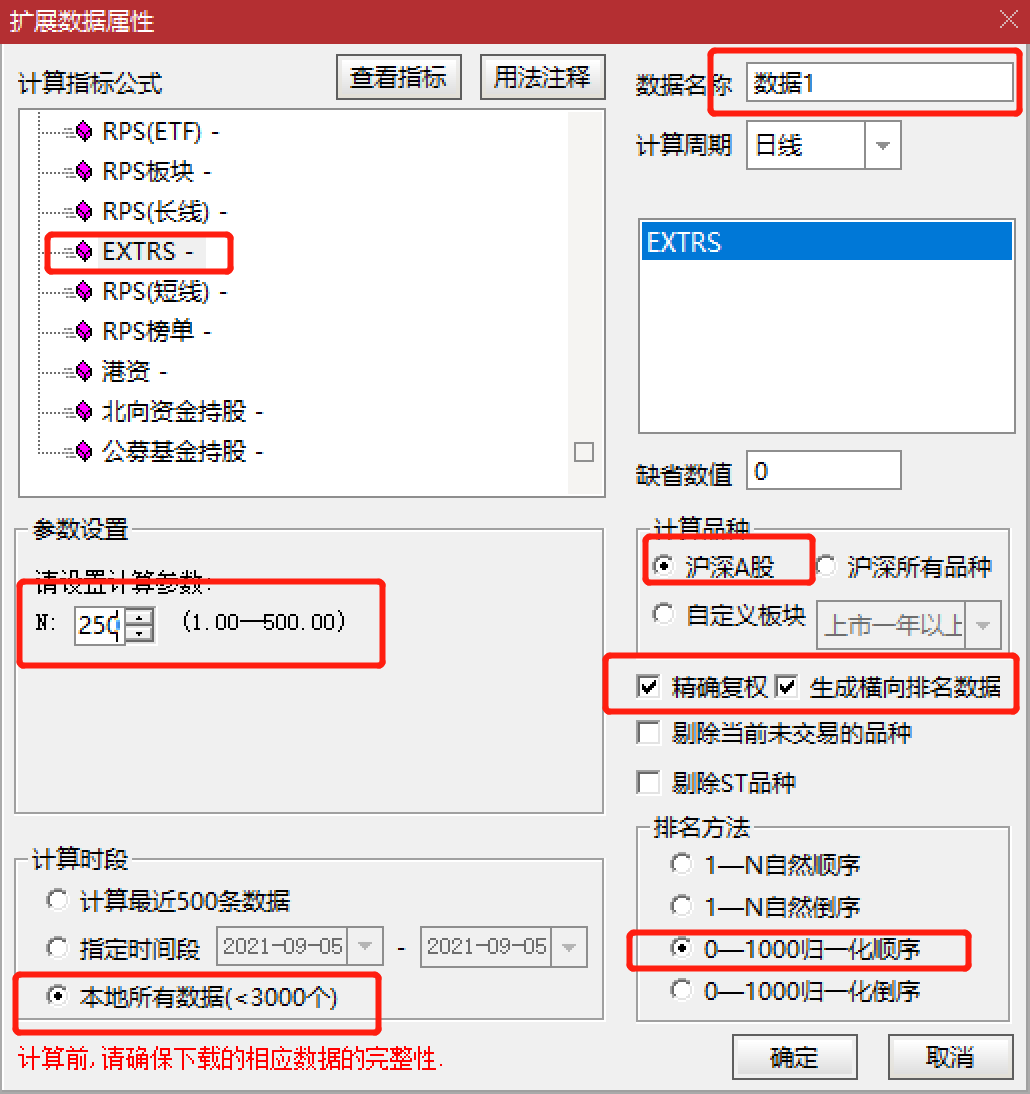 扩展数据属性
计算指标公式
查看指标
用法注释
RPS(ETF) -
RPS板块 -
RPS(长线) -
EXTRS -
RPS(短线) -
RPS榜单 -
港资 -
北向资金持股 -
公募基金持股 -
数据名称
数据1
计算周期
日线
EXTRS
缺省数值
0
参数设置
请设置计算参数:
N: 250 (1.00—500.00)
计算品种
沪深A股 沪深所有品种
自定义板块 上市一年以上
精确复权 生成横向排名数据
剔除当前未交易的品种
剔除ST品种
计算时段
计算最近500条数据
指定时间段 2021-09-05 - 2021-09-05
本地所有数据(<3000个)
排名方法
1—N自然顺序
1—N自然倒序
0—1000归一化顺序
0—1000归一化倒序
计算前,请确保下载的相应数据的完整性.
确定
取消